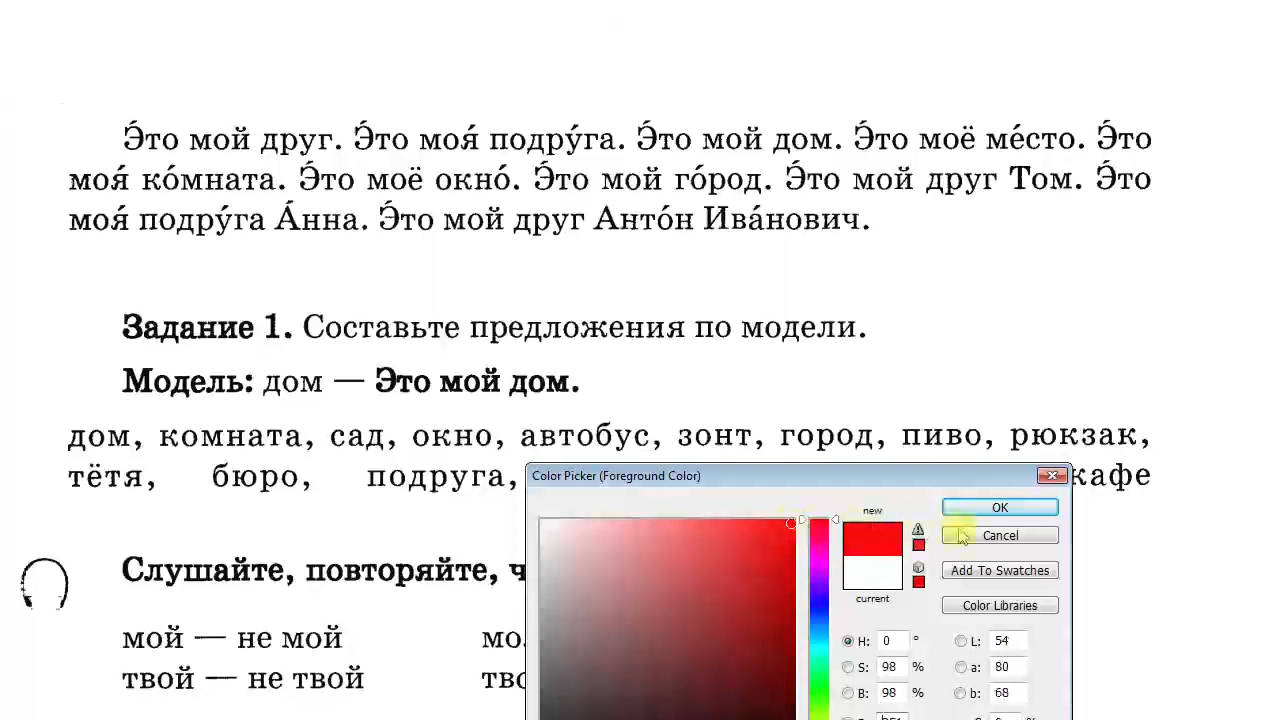 Э́то мой друг. Э́то моя́ подру́га. Э́то мой дом. Э́то моё ме́сто. Э́то
моя́ ко́мната. Э́то моё окно́. Э́то мой го́род. Э́то мой друг Том. Э́то
моя́ подру́га А́нна. Э́то мой друг Анто́н Ива́нович.
Задание 1. Составьте предложения по модели.
Модель: дом — Это мой дом.
дом, комната, сад, окно, автобус, зонт, город, пиво, рюкзак,
тётя, бюро, подруга, кафе
Color Picker (Foreground Color)
new
OK
Cancel
Add To Swatches
current
Color Libraries
Слушайте, повторяйте, ч
мой — не мой
твой — не твой
H: 0 °
L: 54
S: 98 %
a: 80
B: 98 %
b: 68